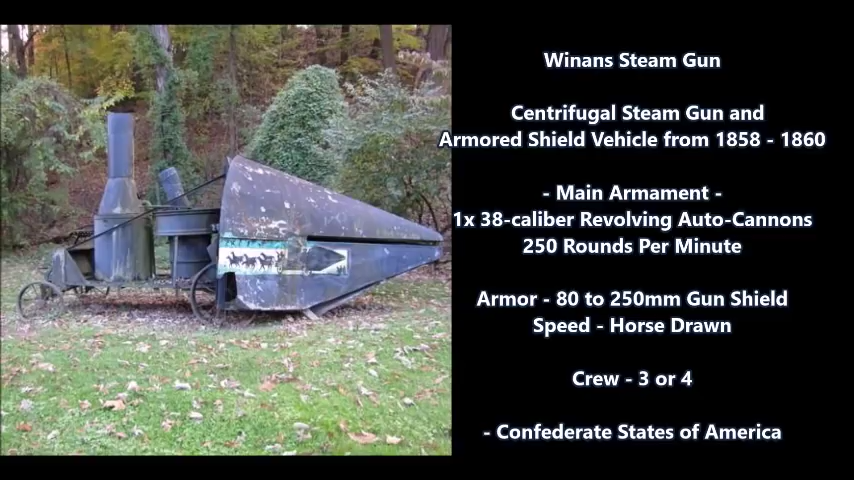 Winans Steam Gun
Centrifugal Steam Gun and
Armored Shield Vehicle from 1858 - 1860
- Main Armament -
1x 38-caliber Revolving Auto-Cannons
250 Rounds Per Minute
Armor - 80 to 250mm Gun Shield
Speed - Horse Drawn
Crew - 3 or 4
- Confederate States of America